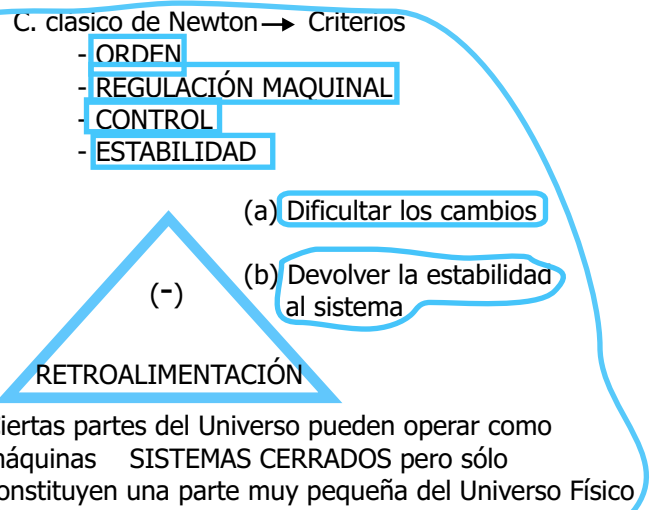 C. clásico de Newton → Criterios
- ORDEN
- REGULACIÓN MAQUINAL
- CONTROL
- ESTABILIDAD
(a) Dificultar los cambios
(b) Devolver la estabilidad
al sistema
(-)
RETROALIMENTACIÓN
iertas partes del Universo pueden operar como
náquinas SISTEMAS CERRADOS pero sólo
onstituyen una parte muy pequeña del Universo Físico